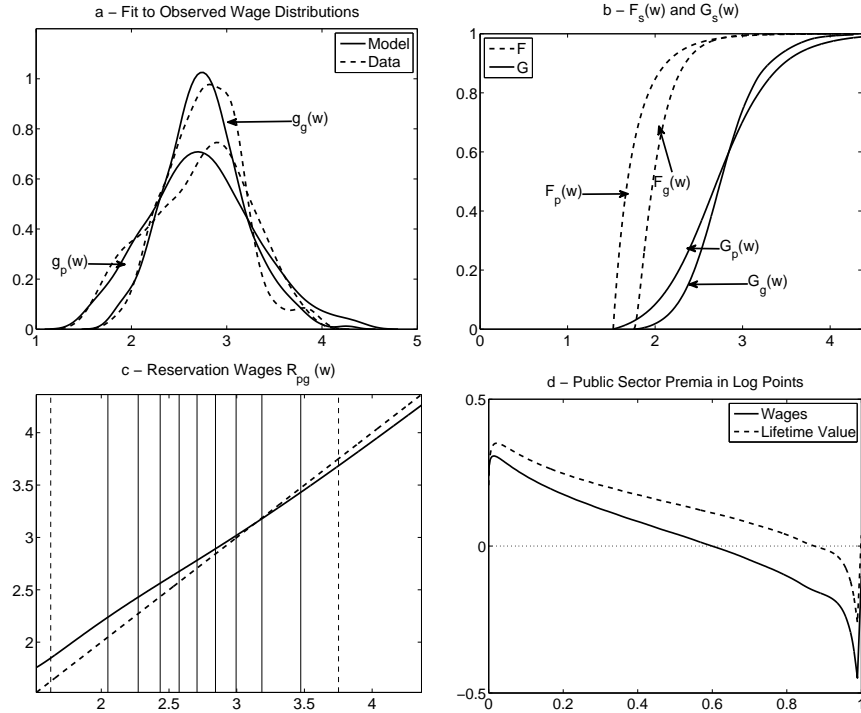 a − Fit to Observed Wage Distributions
Model
Data
g_g(w)
g_p(w)
0
0.2
0.4
0.6
0.8
1
1
2
3
4
5
b − F_s(w) and G_s(w)
F
G
F_p(w)
F_g(w)
G_p(w)
G_g(w)
0
0.2
0.4
0.6
0.8
1
0
1
2
3
4
c − Reservation Wages R_pg (w)
2
2.5
3
3.5
4
2
2.5
3
3.5
4
d − Public Sector Premia in Log Points
Wages
Lifetime Value
0.5
0
−0.5
0
0.2
0.4
0.6
0.8
1